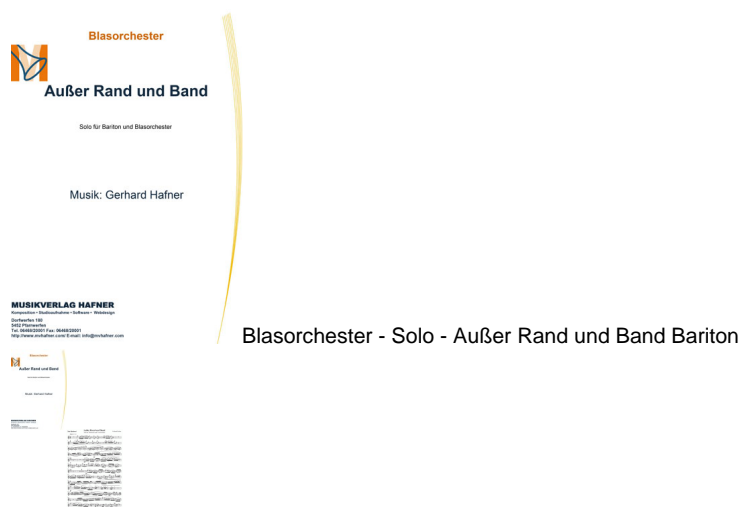 Blasorchester
Außer Rand und Band
Solo für Bariton und Blasorchester
Musik: Gerhard Hafner
MUSIKVERLAG HAFNER
Komposition • Studioaufnahme • Software • Webdesign
Dorfwerfen 180
5452 Pfarrwerfen
Tel. 06468/20001 Fax: 06468/20001
http://www.mvhafner.com/ E-mail: info@mvhafner.com
Blasorchester - Solo - Außer Rand und Band Bariton
Blasorchester
Außer Rand und Band
Musik: Gerhard Hafner
MUSIKVERLAG HAFNER